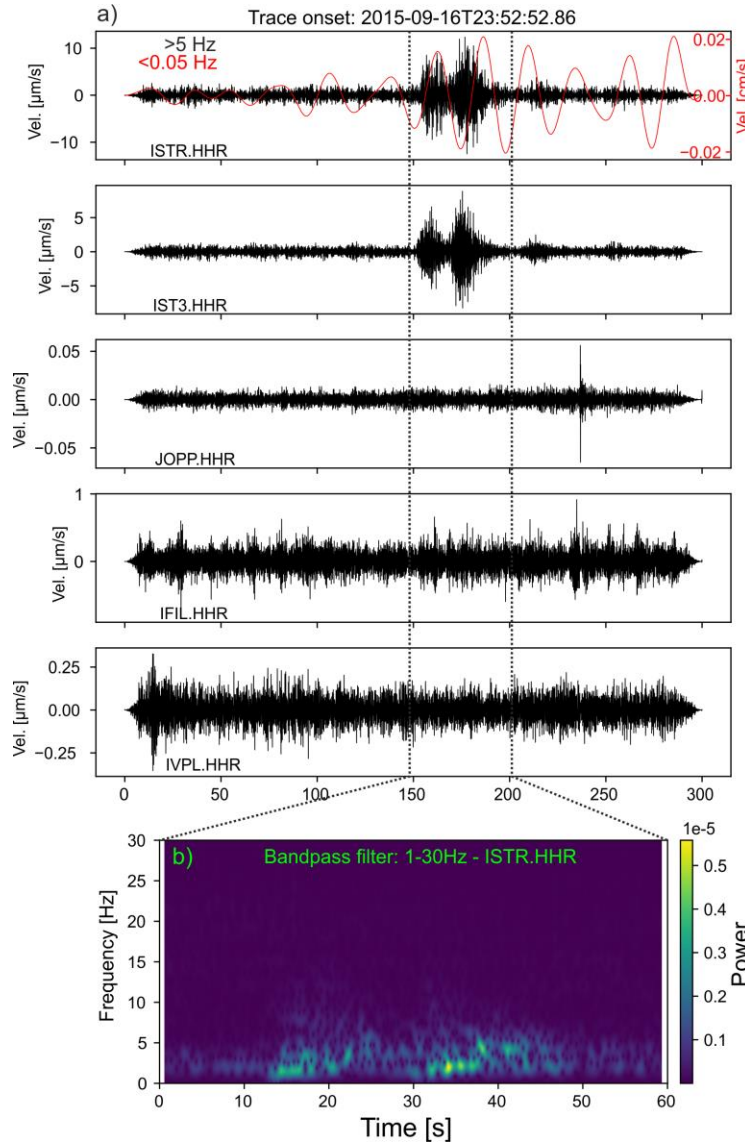 a)
Trace onset: 2015-09-16T23:52:52.86
>5 Hz
<0.05 Hz
Vel. [µm/s]
10
0
−10
0.02
0.00
−0.02
Vel. [cm/s]
ISTR.HHR
Vel. [µm/s]
5
0
−5
IST3.HHR
Vel. [µm/s]
0.05
0.00
−0.05
JOPP.HHR
Vel. [µm/s]
1
0
IFIL.HHR
Vel. [µm/s]
0.25
0.00
−0.25
IVPL.HHR
0 50 100 150 200 250 300
b)
Bandpass filter: 1-30Hz - ISTR.HHR
Frequency [Hz]
30
25
20
15
10
5
0
0 10 20 30 40 50 60
Time [s]
1e-5
0.5
0.4
0.3
0.2
0.1
Power